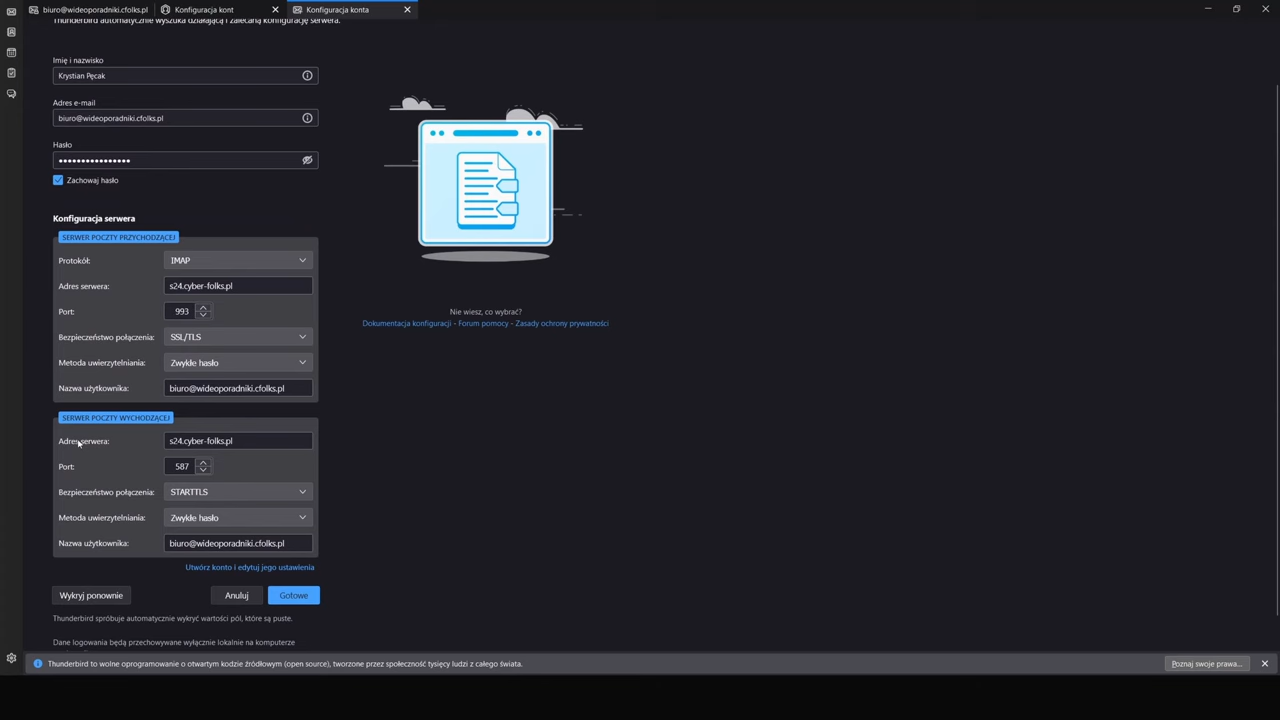 biuro@wideoporadniki.cfolks.pl
Konfiguracja kont
Konfiguracja konta
Thunderbird automatycznie wyszuka działającą i zalecaną konfigurację serwera.
Imię i nazwisko
Krystian Pęcak
Adres e-mail
biuro@wideoporadniki.cfolks.pl
Hasło
••••••••••••••••
Zachowaj hasło
Konfiguracja serwera
SERWER POCZTY PRZYCHODZĄCEJ
Protokół: IMAP
Adres serwera: s24.cyber-folks.pl
Port: 993
Bezpieczeństwo połączenia: SSL/TLS
Metoda uwierzytelniania: Zwykłe hasło
Nazwa użytkownika: biuro@wideoporadniki.cfolks.pl
SERWER POCZTY WYCHODZĄCEJ
Adres serwera: s24.cyber-folks.pl
Port: 587
Bezpieczeństwo połączenia: STARTTLS
Metoda uwierzytelniania: Zwykłe hasło
Nazwa użytkownika: biuro@wideoporadniki.cfolks.pl
Utwórz konto i edytuj jego ustawienia
Wykryj ponownie
Anuluj
Gotowe
Thunderbird spróbuje automatycznie wykryć wartości pól, które są puste.
Dane logowania będą przechowywane wyłącznie lokalnie na komputerze
Nie wiesz, co wybrać?
Dokumentacja konfiguracji - Forum pomocy - Zasady ochrony prywatności
Thunderbird to wolne oprogramowanie o otwartym kodzie źródłowym (open source), tworzone przez społeczność tysięcy ludzi z całego świata.
Poznaj swoje prawa...